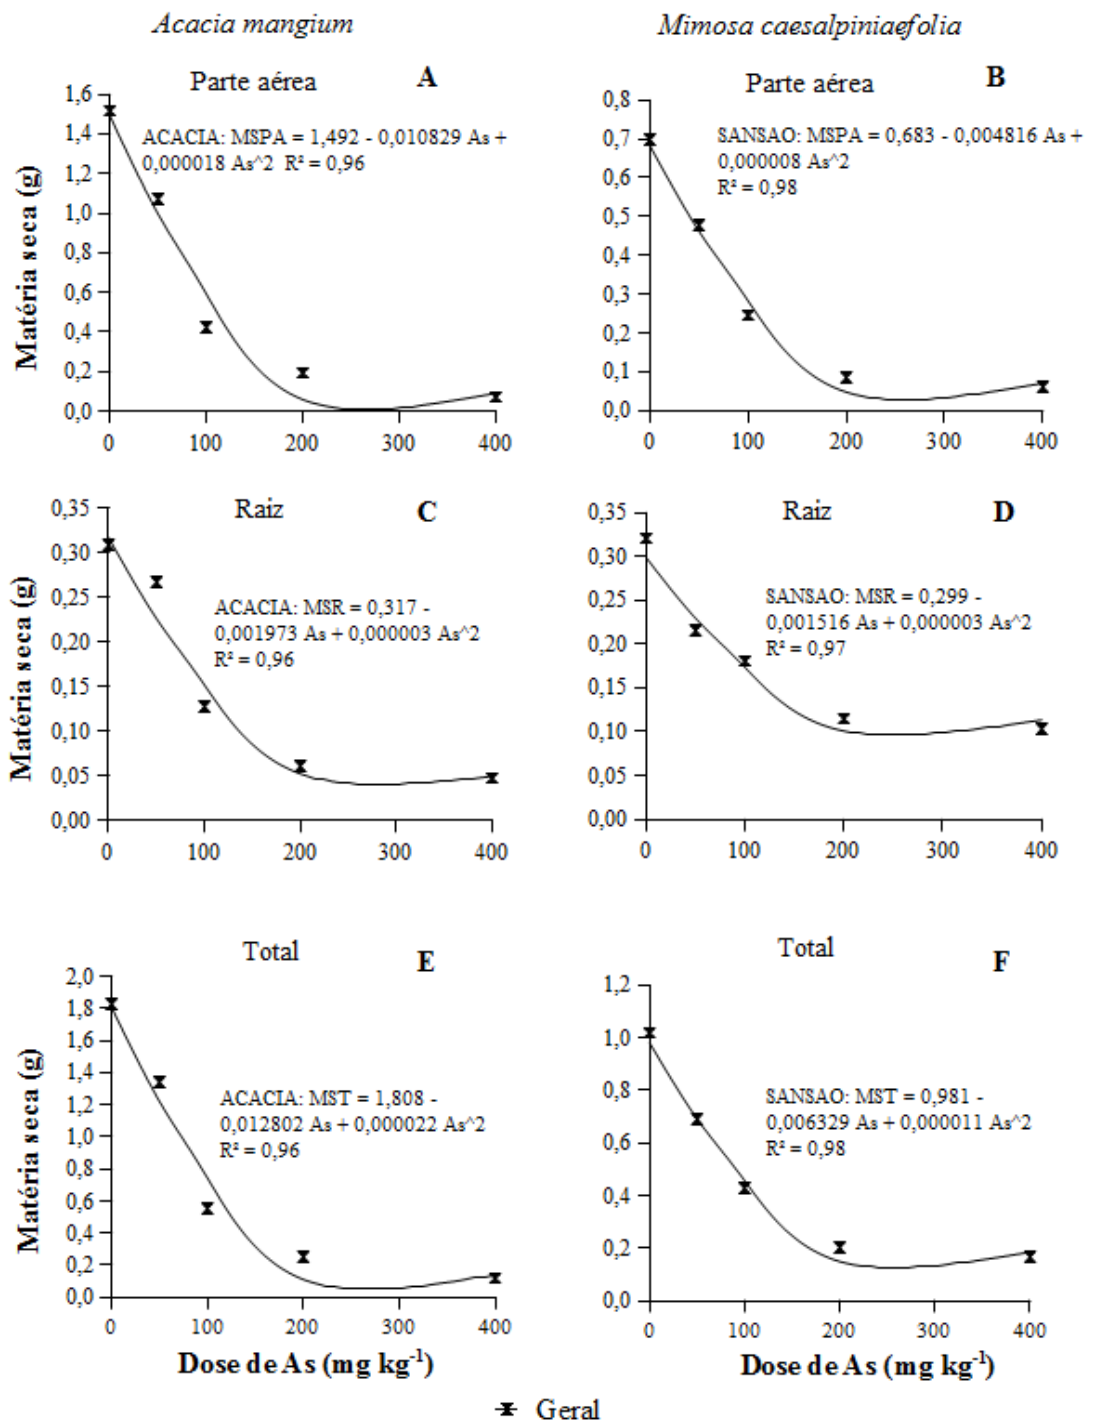 Acacia mangium
Mimosa caesalpiniaefolia
Parte aérea
A
Matéria seca (g)
1,6
1,4
1,2
1,0
0,8
0,6
0,4
0,2
0,0
ACACIA: MSPA = 1,492 - 0,010829 As +
0,000018 As^2 R² = 0,96
0 100 200 300 400
Parte aérea
B
0,8
0,7
0,6
0,5
0,4
0,3
0,2
0,1
0,0
SANSAO: MSPA = 0,683 - 0,004816 As +
0,000008 As^2
R² = 0,98
0 100 200 300 400
Raiz
C
Matéria seca (g)
0,35
0,30
0,25
0,20
0,15
0,10
0,05
0,00
ACACIA: MSR = 0,317 -
0,001973 As + 0,000003 As^2
R² = 0,96
0 100 200 300 400
Raiz
D
0,35
0,30
0,25
0,20
0,15
0,10
0,05
0,00
SANSAO: MSR = 0,299 -
0,001516 As + 0,000003 As^2
R² = 0,97
0 100 200 300 400
Total
E
Matéria seca (g)
2,0
1,8
1,6
1,4
1,2
1,0
0,8
0,6
0,4
0,2
0,0
ACACIA: MST = 1,808 -
0,012802 As + 0,000022 As^2
R² = 0,96
0 100 200 300 400
Dose de As (mg kg⁻¹)
Total
F
1,2
1,0
0,8
0,6
0,4
0,2
0,0
SANSAO: MST = 0,981 -
0,006329 As + 0,000011 As^2
R² = 0,98
0 100 200 300 400
Dose de As (mg kg⁻¹)
Geral